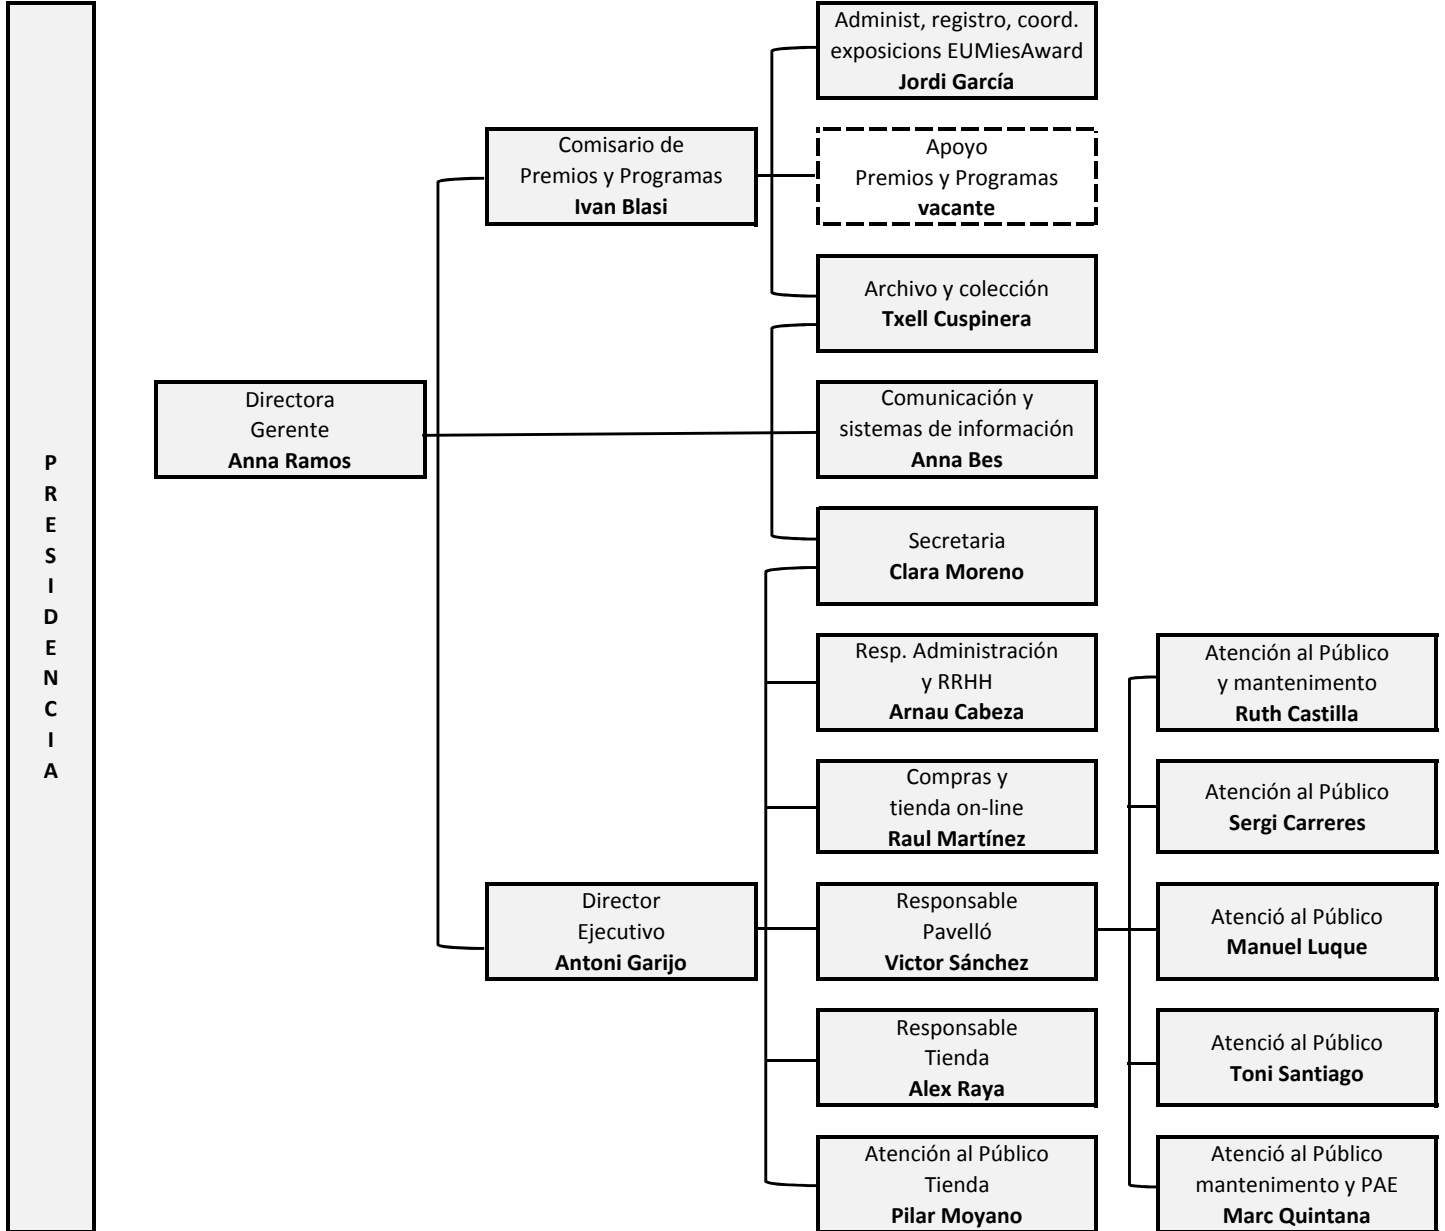 P
R
E
S
I
D
E
N
C
I
A
Directora
Gerente
Anna Ramos
Comisario de
Premios y Programas
Ivan Blasi
Director
Ejecutivo
Antoni Garijo
Administ, registro, coord.
exposicions EUMiesAward
Jordi García
Apoyo
Premios y Programas
vacante
Archivo y colección
Txell Cuspinera
Comunicación y
sistemas de información
Anna Bes
Secretaria
Clara Moreno
Resp. Administración
y RRHH
Arnau Cabeza
Compras y
tienda on-line
Raul Martínez
Responsable
Pavelló
Victor Sánchez
Responsable
Tienda
Alex Raya
Atención al Público
Tienda
Pilar Moyano
Atención al Público
y mantenimento
Ruth Castilla
Atención al Público
Sergi Carreres
Atenció al Público
Manuel Luque
Atenció al Público
Toni Santiago
Atenció al Público
mantenimento y PAE
Marc Quintana